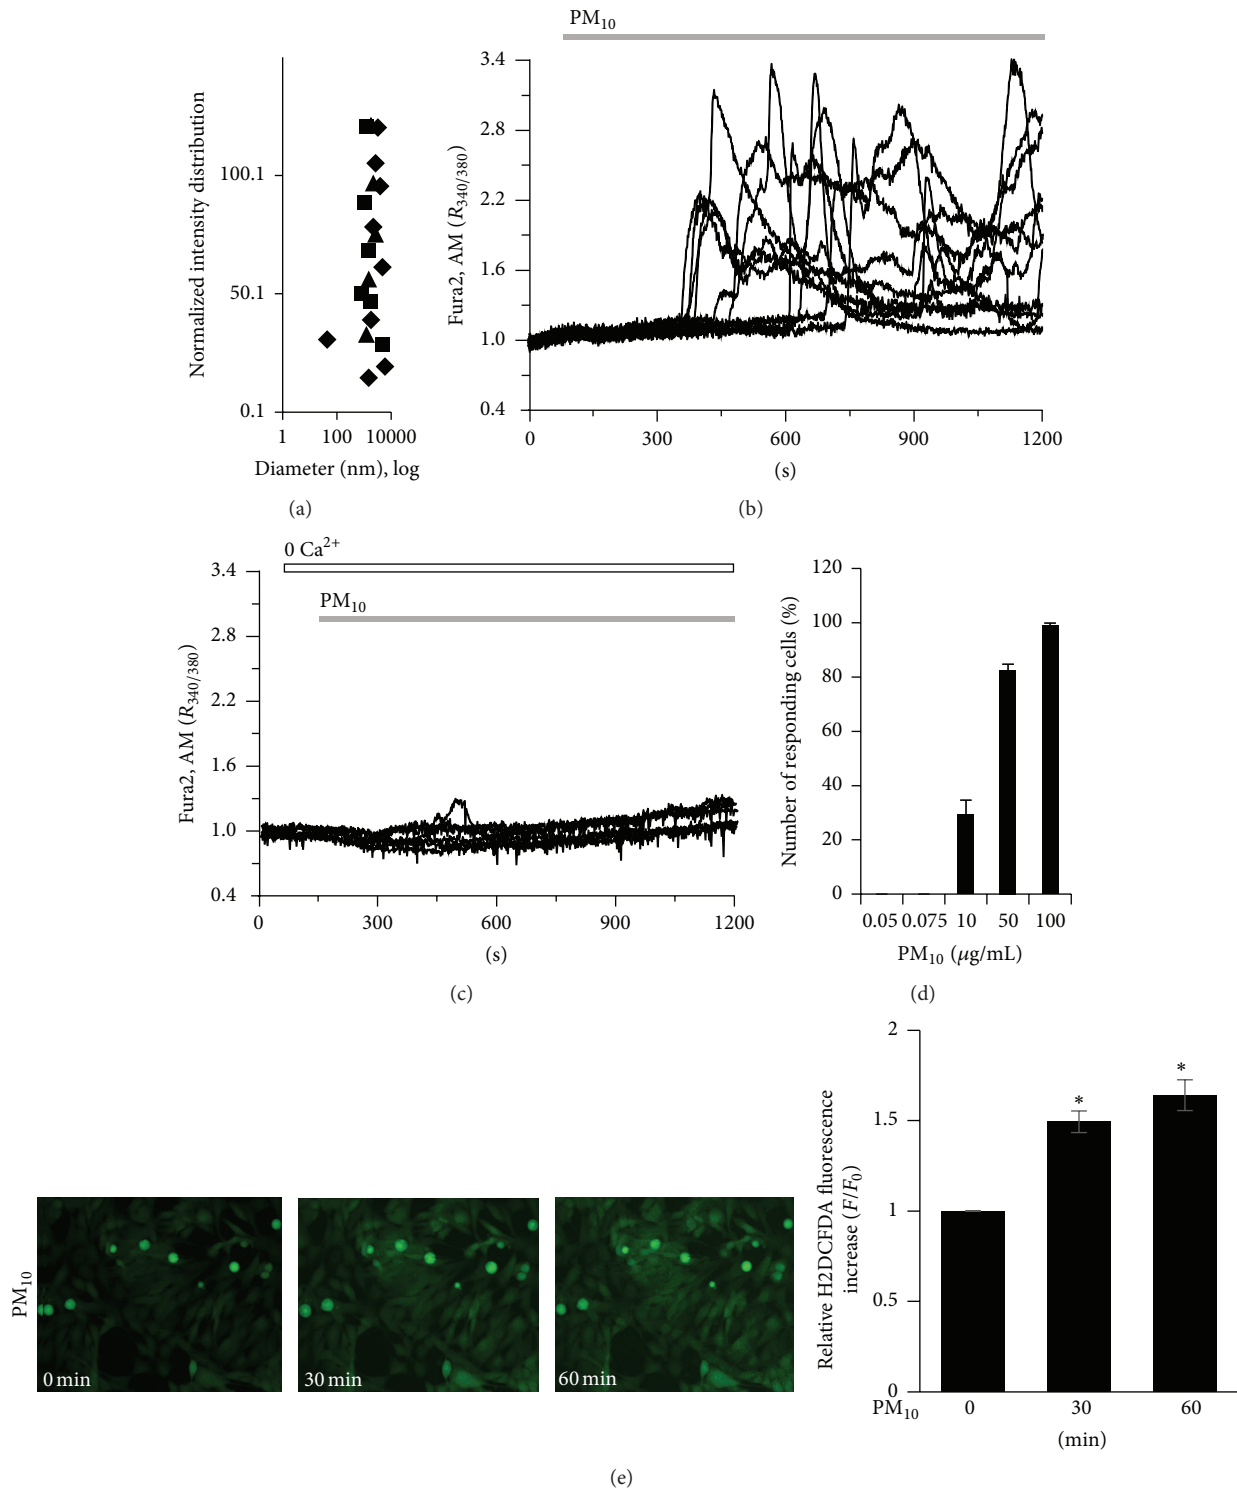 PM10
Normalized intensity distribution
100.1
50.1
0.1
1 100 10000
Diameter (nm), log
(a)
Fura2, AM (R340/380)
3.4
2.8
2.2
1.6
1.0
0.4
0 300 600 900 1200
(s)
(b)
0 Ca2+
PM10
Fura2, AM (R340/380)
3.4
2.8
2.2
1.6
1.0
0.4
0 300 600 900 1200
(s)
(c)
Number of responding cells (%)
120
100
80
60
40
20
0
0.05 0.075 10 50 100
PM10 (μg/mL)
(d)
PM10
0 min
30 min
60 min
Relative H2DCFDA fluorescence
increase (F/F0)
2
1.5
1
0.5
0
* *
PM10 0 30 60
(min)
(e)